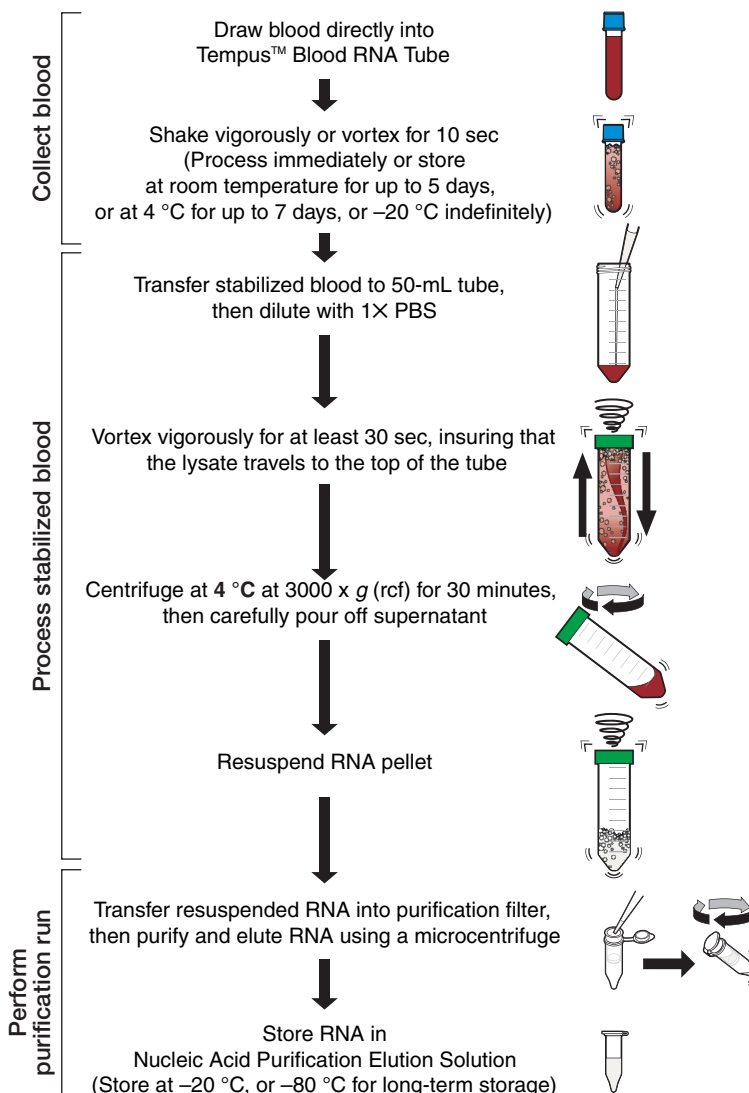 Collect blood
Draw blood directly into
Tempus™ Blood RNA Tube
Shake vigorously or vortex for 10 sec
(Process immediately or store
at room temperature for up to 5 days,
or at 4 °C for up to 7 days, or –20 °C indefinitely)
Process stabilized blood
Transfer stabilized blood to 50-mL tube,
then dilute with 1× PBS
Vortex vigorously for at least 30 sec, insuring that
the lysate travels to the top of the tube
Centrifuge at 4 °C at 3000 x g (rcf) for 30 minutes,
then carefully pour off supernatant
Resuspend RNA pellet
Perform
purification run
Transfer resuspended RNA into purification filter,
then purify and elute RNA using a microcentrifuge
Store RNA in
Nucleic Acid Purification Elution Solution
(Store at –20 °C, or –80 °C for long-term storage)